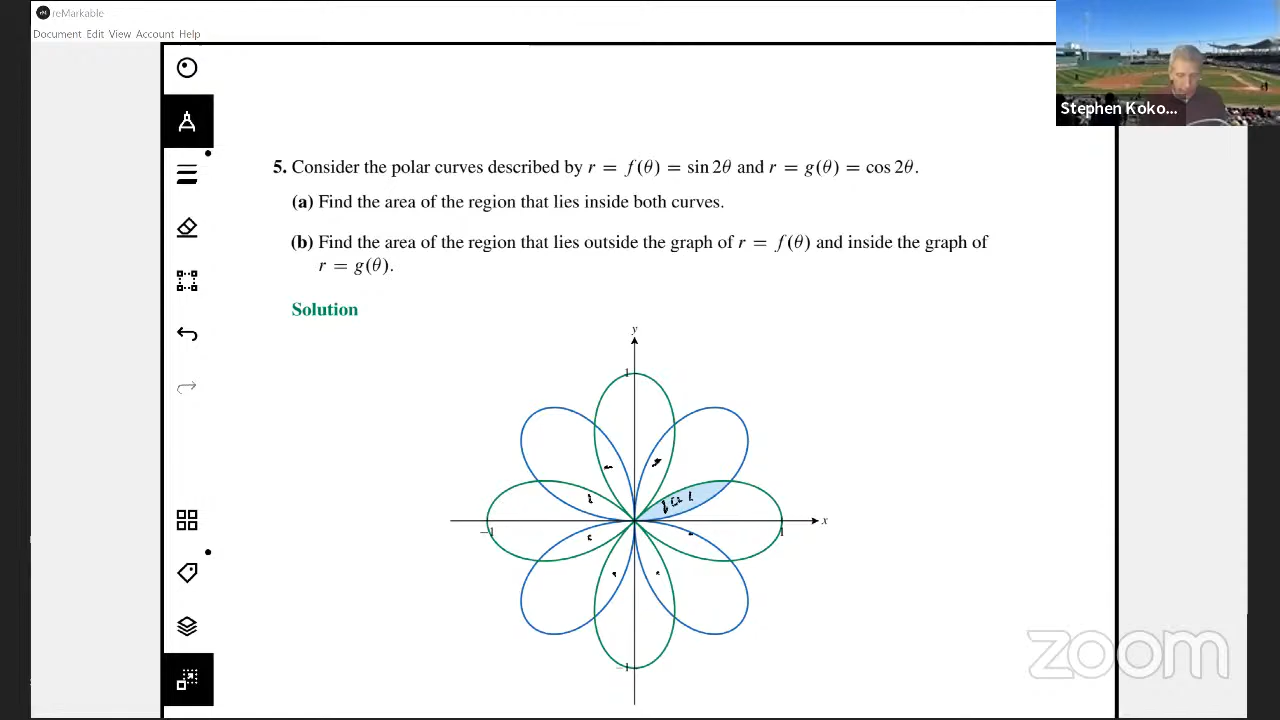 reMarkable
Document Edit View Account Help
Stephen Koko...
5. Consider the polar curves described by r = f(θ) = sin 2θ and r = g(θ) = cos 2θ.
(a) Find the area of the region that lies inside both curves.
(b) Find the area of the region that lies outside the graph of r = f(θ) and inside the graph of
r = g(θ).
Solution
y
1
−1
1
x
−1
zoom